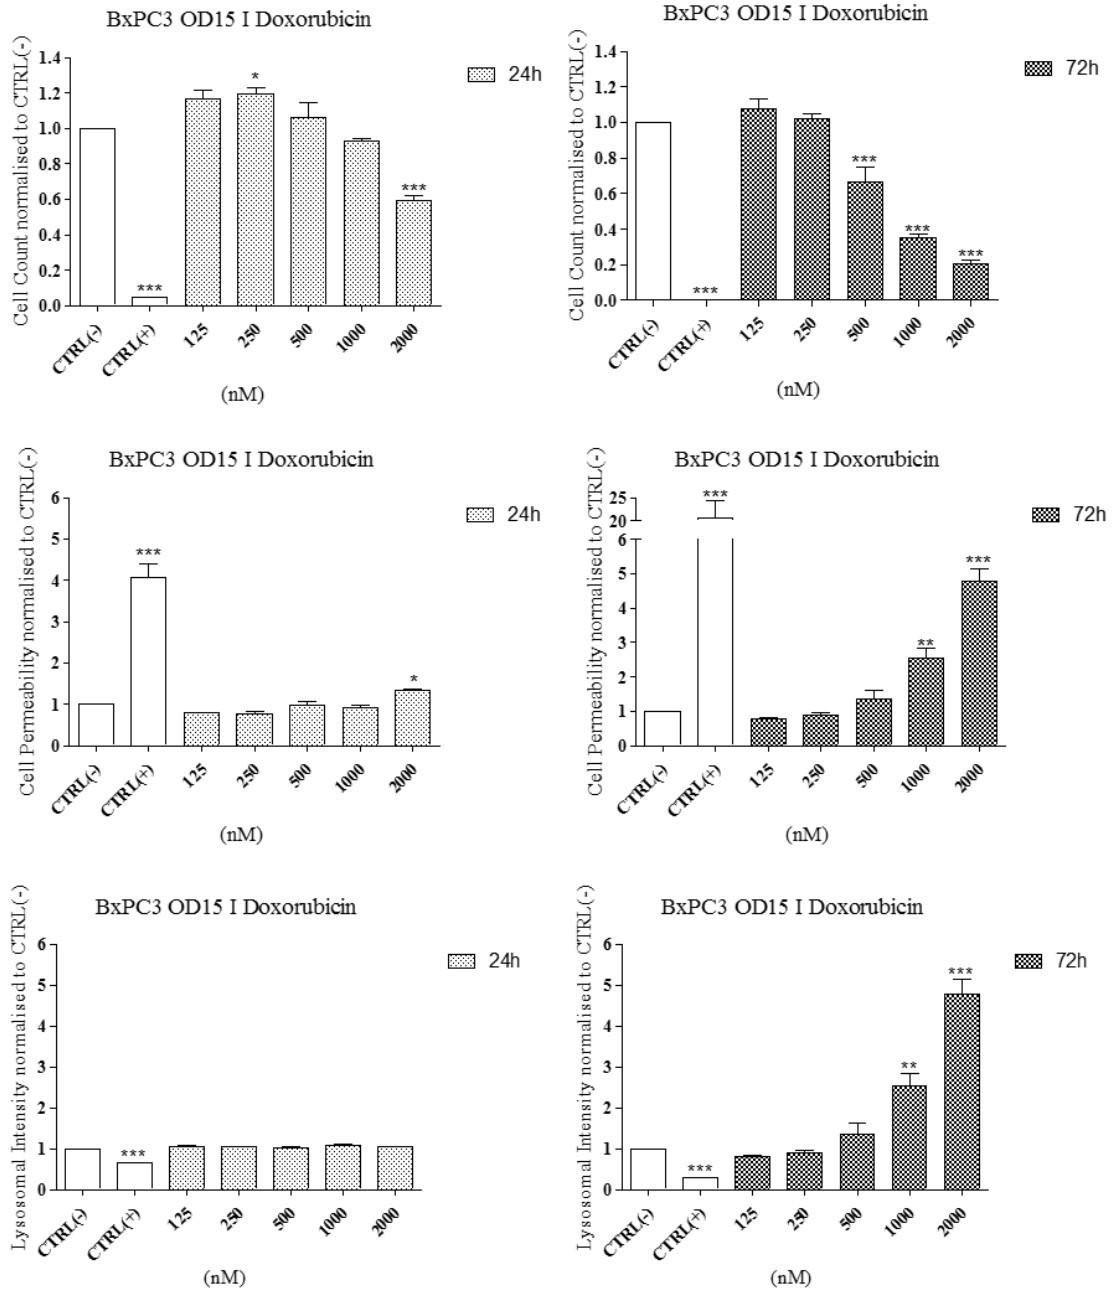 BxPC3 OD15 I Doxorubicin
Cell Count normalised to CTRL(-)
1.4
1.2
1.0
0.8
0.6
0.4
0.2
0.0
*
***
***
24h
CTRL(-) CTRL(+) 125 250 500 1000 2000
(nM)
BxPC3 OD15 I Doxorubicin
Cell Count normalised to CTRL(-)
1.4
1.2
1.0
0.8
0.6
0.4
0.2
0.0
***
***
***
***
72h
CTRL(-) CTRL(+) 125 250 500 1000 2000
(nM)
BxPC3 OD15 I Doxorubicin
Cell Permeability normalised to CTRL(-)
6
5
4
3
2
1
0
***
*
24h
CTRL(-) CTRL(+) 125 250 500 1000 2000
(nM)
BxPC3 OD15 I Doxorubicin
Cell Permeability normalised to CTRL(-)
25
20
6
5
4
3
2
1
0
***
**
***
72h
CTRL(-) CTRL(+) 125 250 500 1000 2000
(nM)
BxPC3 OD15 I Doxorubicin
Lysosomal Intensity normalised to CTRL(-)
6
5
4
3
2
1
0
***
24h
CTRL(-) CTRL(+) 125 250 500 1000 2000
(nM)
BxPC3 OD15 I Doxorubicin
Lysosomal Intensity normalised to CTRL(-)
6
5
4
3
2
1
0
***
**
***
72h
CTRL(-) CTRL(+) 125 250 500 1000 2000
(nM)